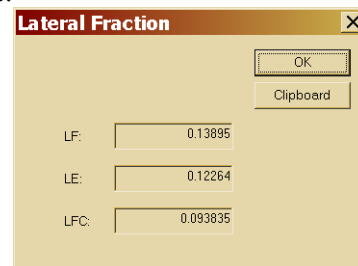 Lateral Fraction
OK
Clipboard
LF: 0.13895
LE: 0.12264
LFC: 0.093835